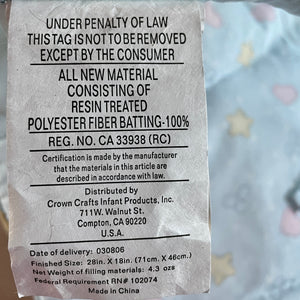 UNDER PENALTY OF LAW
THIS TAG IS NOT TO BE REMOVED
EXCEPT BY THE CONSUMER
ALL NEW MATERIAL
CONSISTING OF
RESIN TREATED
POLYESTER FIBER BATTING-100%
REG. NO. CA 33938 (RC)
Certification is made by the manufacturer
that the materials in this article are
described in accordance with law.
Distributed by
Crown Crafts Infant Products, Inc.
711W. Walnut St.
Compton, CA 90220
U.S.A.
Date of delivery: 030806
Finished Size: 28in. X 18in. (71cm. X 46cm.)
Net Weight of filling materials: 4.3 ozs
Federal Requirement RN# 102074
Made in China